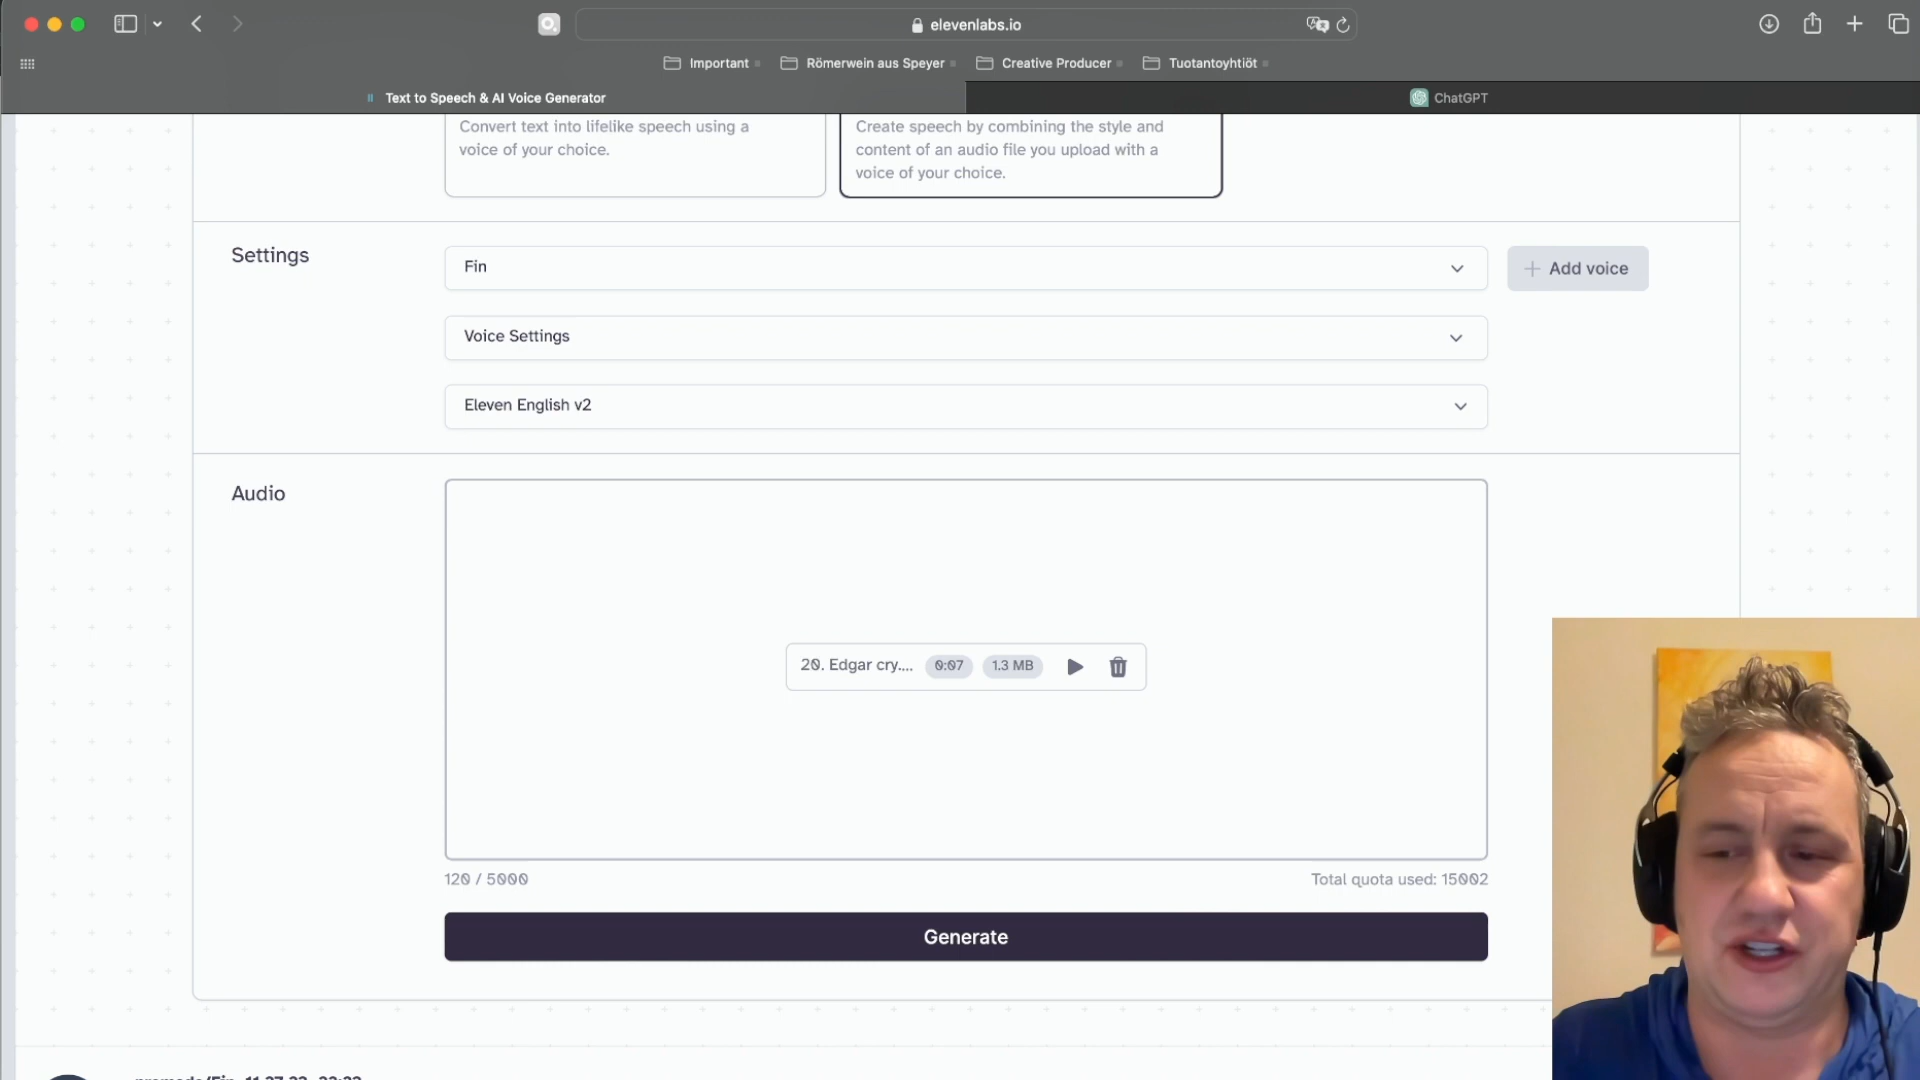 elevenlabs.io
Important
Römerwein aus Speyer
Creative Producer
Tuotantoyhtiöt
Text to Speech & AI Voice Generator
ChatGPT
Convert text into lifelike speech using a
voice of your choice.
Create speech by combining the style and
content of an audio file you upload with a
voice of your choice.
Settings
Fin
+ Add voice
Voice Settings
Eleven English v2
Audio
20. Edgar cry.... 0:07 1.3 MB
120 / 5000
Total quota used: 15002
Generate